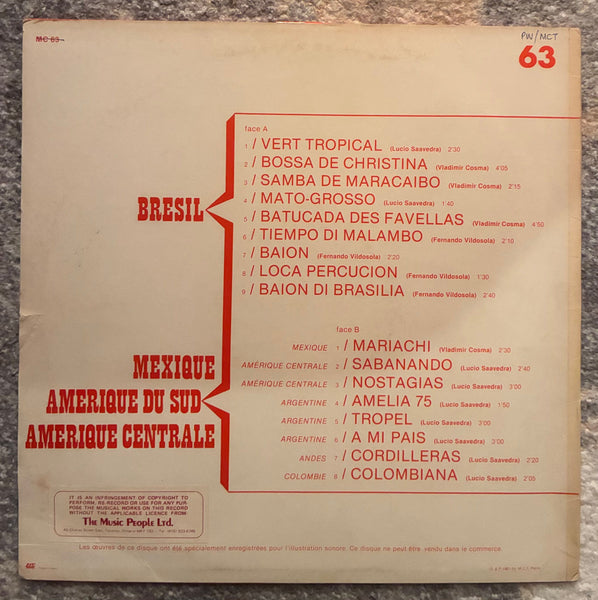 MC 63
PW/MCT
63
face A
BRESIL
1 / VERT TROPICAL (Lucio Saavedra) 2'30
2 / BOSSA DE CHRISTINA (Vladimir Cosma) 4'05
3 / SAMBA DE MARACAIBO (Vladimir Cosma) 2'15
4 / MATO-GROSSO (Lucio Saavedra) 1'40
5 / BATUCADA DES FAVELLAS (Vladimir Cosma) 4'50
6 / TIEMPO DI MALAMBO (Fernando Vildosola) 2'10
7 / BAION (Fernando Vildosola) 2'20
8 / LOCA PERCUCION (Fernando Vildosola) 1'30
9 / BAION DI BRASILIA (Fernando Vildosola) 2'40
face B
MEXIQUE
AMERIQUE DU SUD
AMERIQUE CENTRALE
MEXIQUE 1 / MARIACHI (Vladimir Cosma) 2'30
AMÉRIQUE CENTRALE 2 / SABANANDO (Lucio Saavedra) 2'40
AMÉRIQUE CENTRALE 3 / NOSTAGIAS (Lucio Saavedra) 3'00
ARGENTINE 4 / AMELIA 75 (Lucio Saavedra) 1'50
ARGENTINE 5 / TROPEL (Lucio Saavedra) 3'00
ARGENTINE 6 / A MI PAIS (Lucio Saavedra) 3'00
ANDES 7 / CORDILLERAS (Lucio Saavedra) 2'20
COLOMBIE 8 / COLOMBIANA (Lucio Saavedra) 2'05
IT IS AN INFRINGEMENT OF COPYRIGHT TO
PERFORM, RE-RECORD OR USE FOR ANY PUR-
POSE THE MUSICAL WORKS ON THIS RECORD
WITHOUT THE APPLICABLE LICENCE FROM:
The Music People Ltd.
Les œuvres de ce disque ont été spécialement enregistrées pour l'illustration sonore. Ce disque ne peut être vendu dans le commerce.